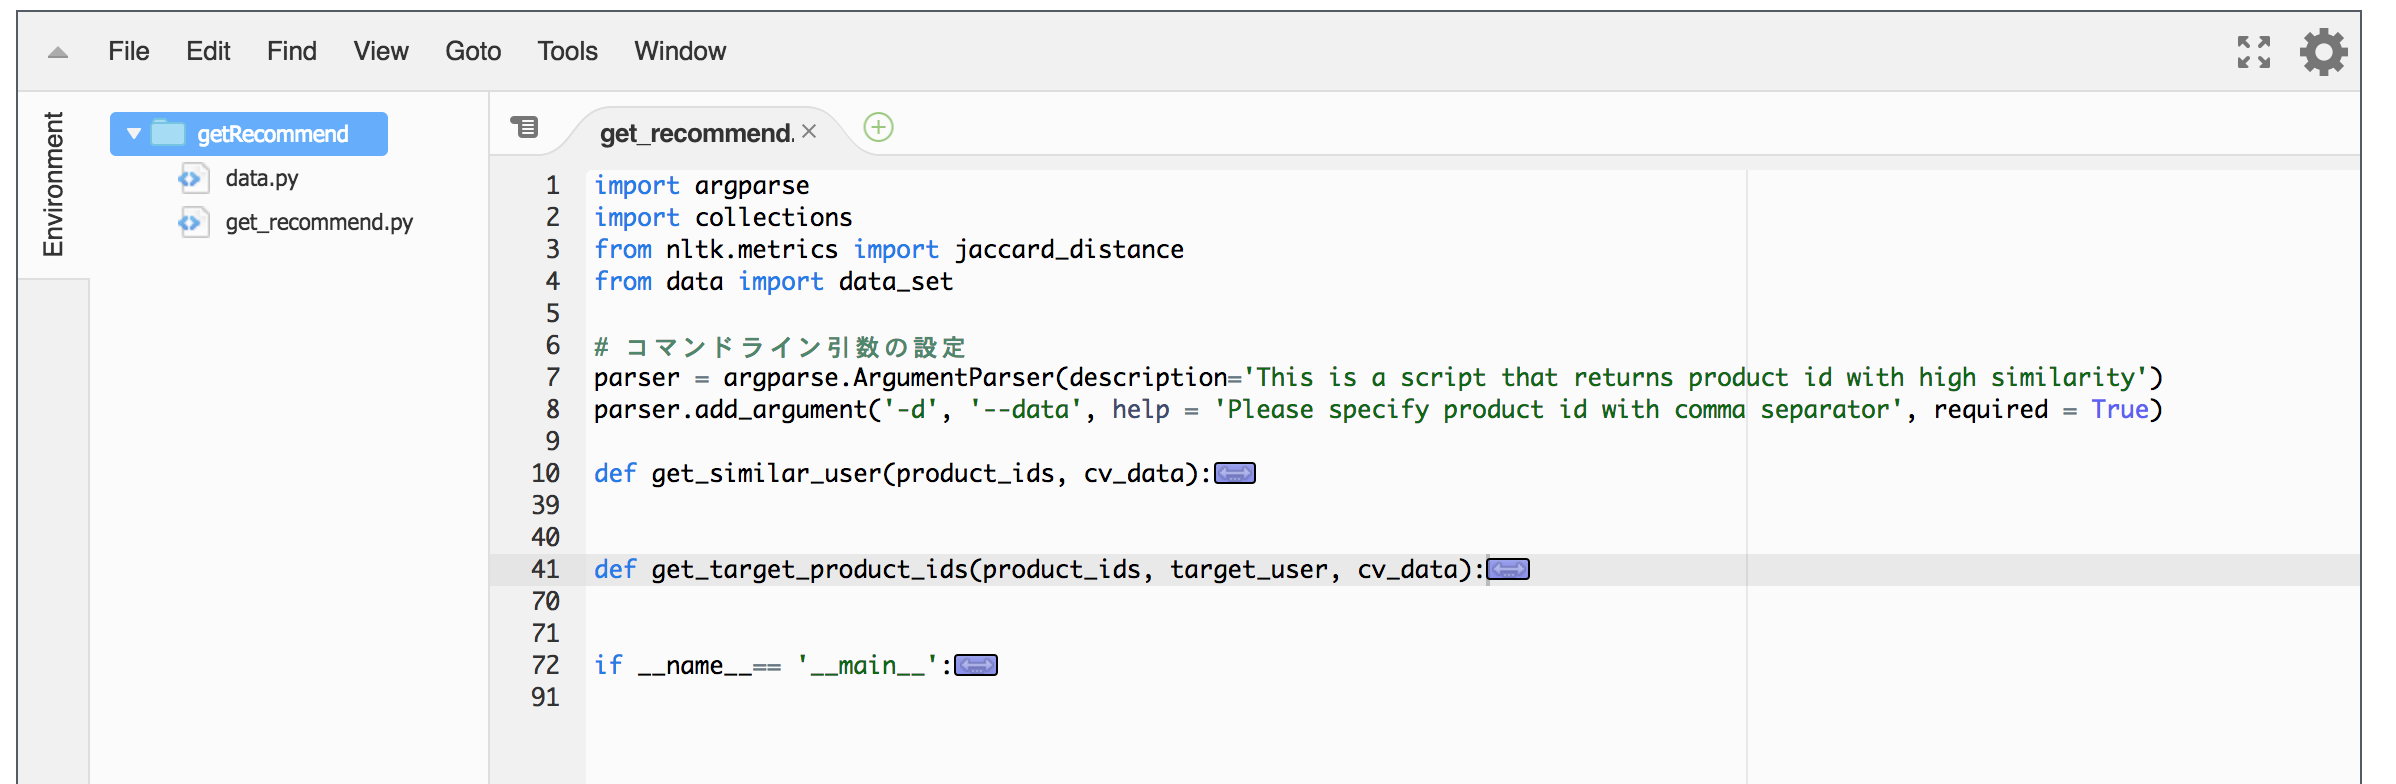 File Edit Find View Goto Tools Window
Environment
getRecommend
data.py
get_recommend.py
get_recommend.
1 import argparse
2 import collections
3 from nltk.metrics import jaccard_distance
4 from data import data_set
5
6 # コマンドライン引数の設定
7 parser = argparse.ArgumentParser(description='This is a script that returns product id with high similarity')
8 parser.add_argument('-d', '--data', help = 'Please specify product id with comma separator', required = True)
9
10 def get_similar_user(product_ids, cv_data):
39
40
41 def get_target_product_ids(product_ids, target_user, cv_data):
70
71
72 if __name__== '__main__':
91